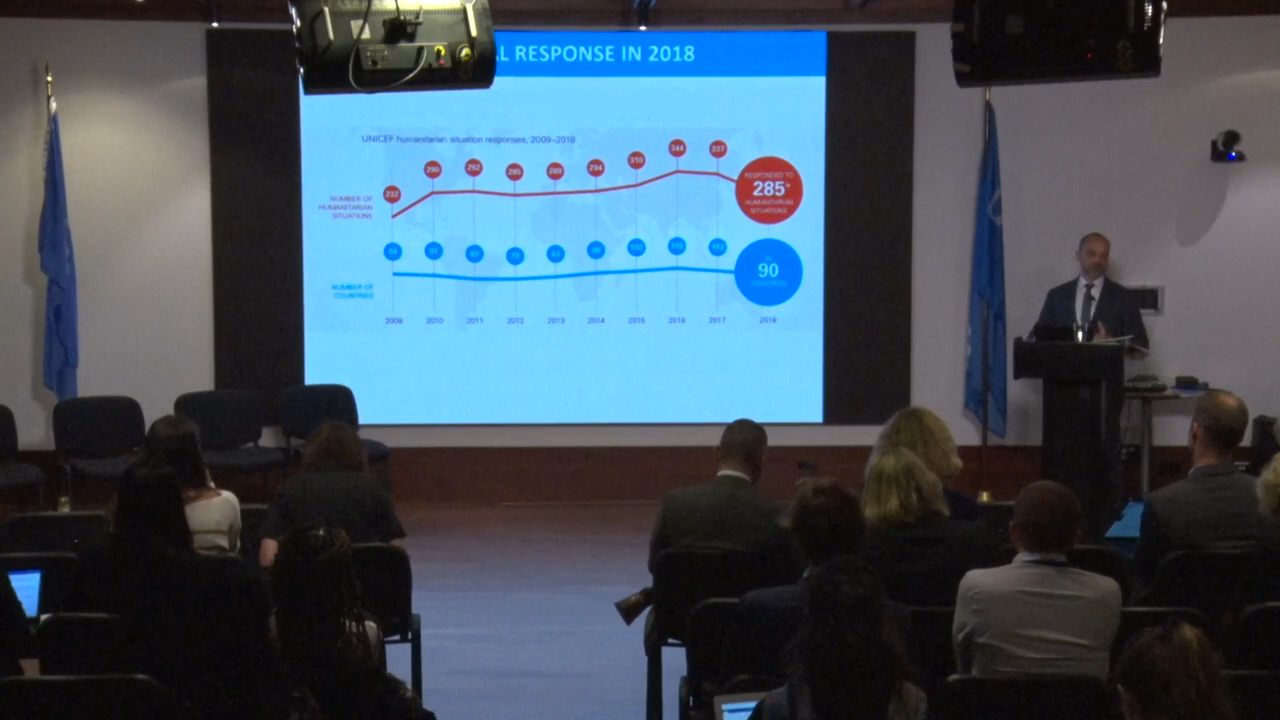 L RESPONSE IN 2018
UNICEF humanitarian situation responses, 2009–2018
232 290 292 285 289 294 310 344 337
RESPONDED TO
285*
HUMANITARIAN
SITUATIONS
NUMBER OF
HUMANITARIAN
SITUATIONS
90
COUNTRIES
NUMBER OF
COUNTRIES
2009 2010 2011 2012 2013 2014 2015 2016 2017 2018